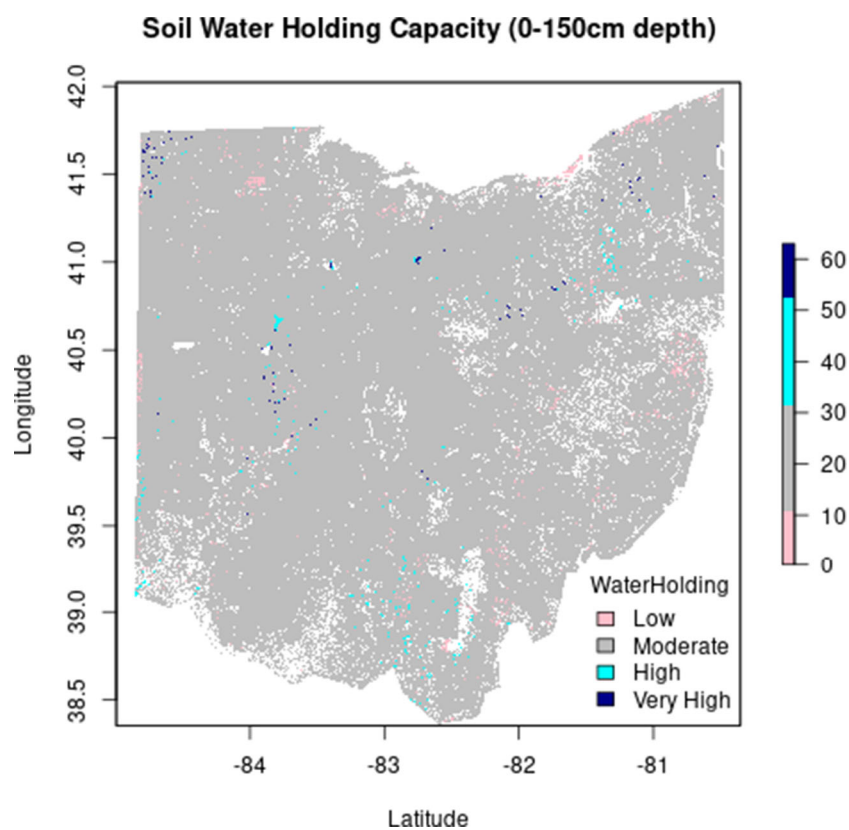 Soil Water Holding Capacity (0-150cm depth)
42.0
41.5
41.0
40.5
40.0
39.5
39.0
38.5
Longitude
-84
-83
-82
-81
Latitude
WaterHolding
Low
Moderate
High
Very High
60
50
40
30
20
10
0